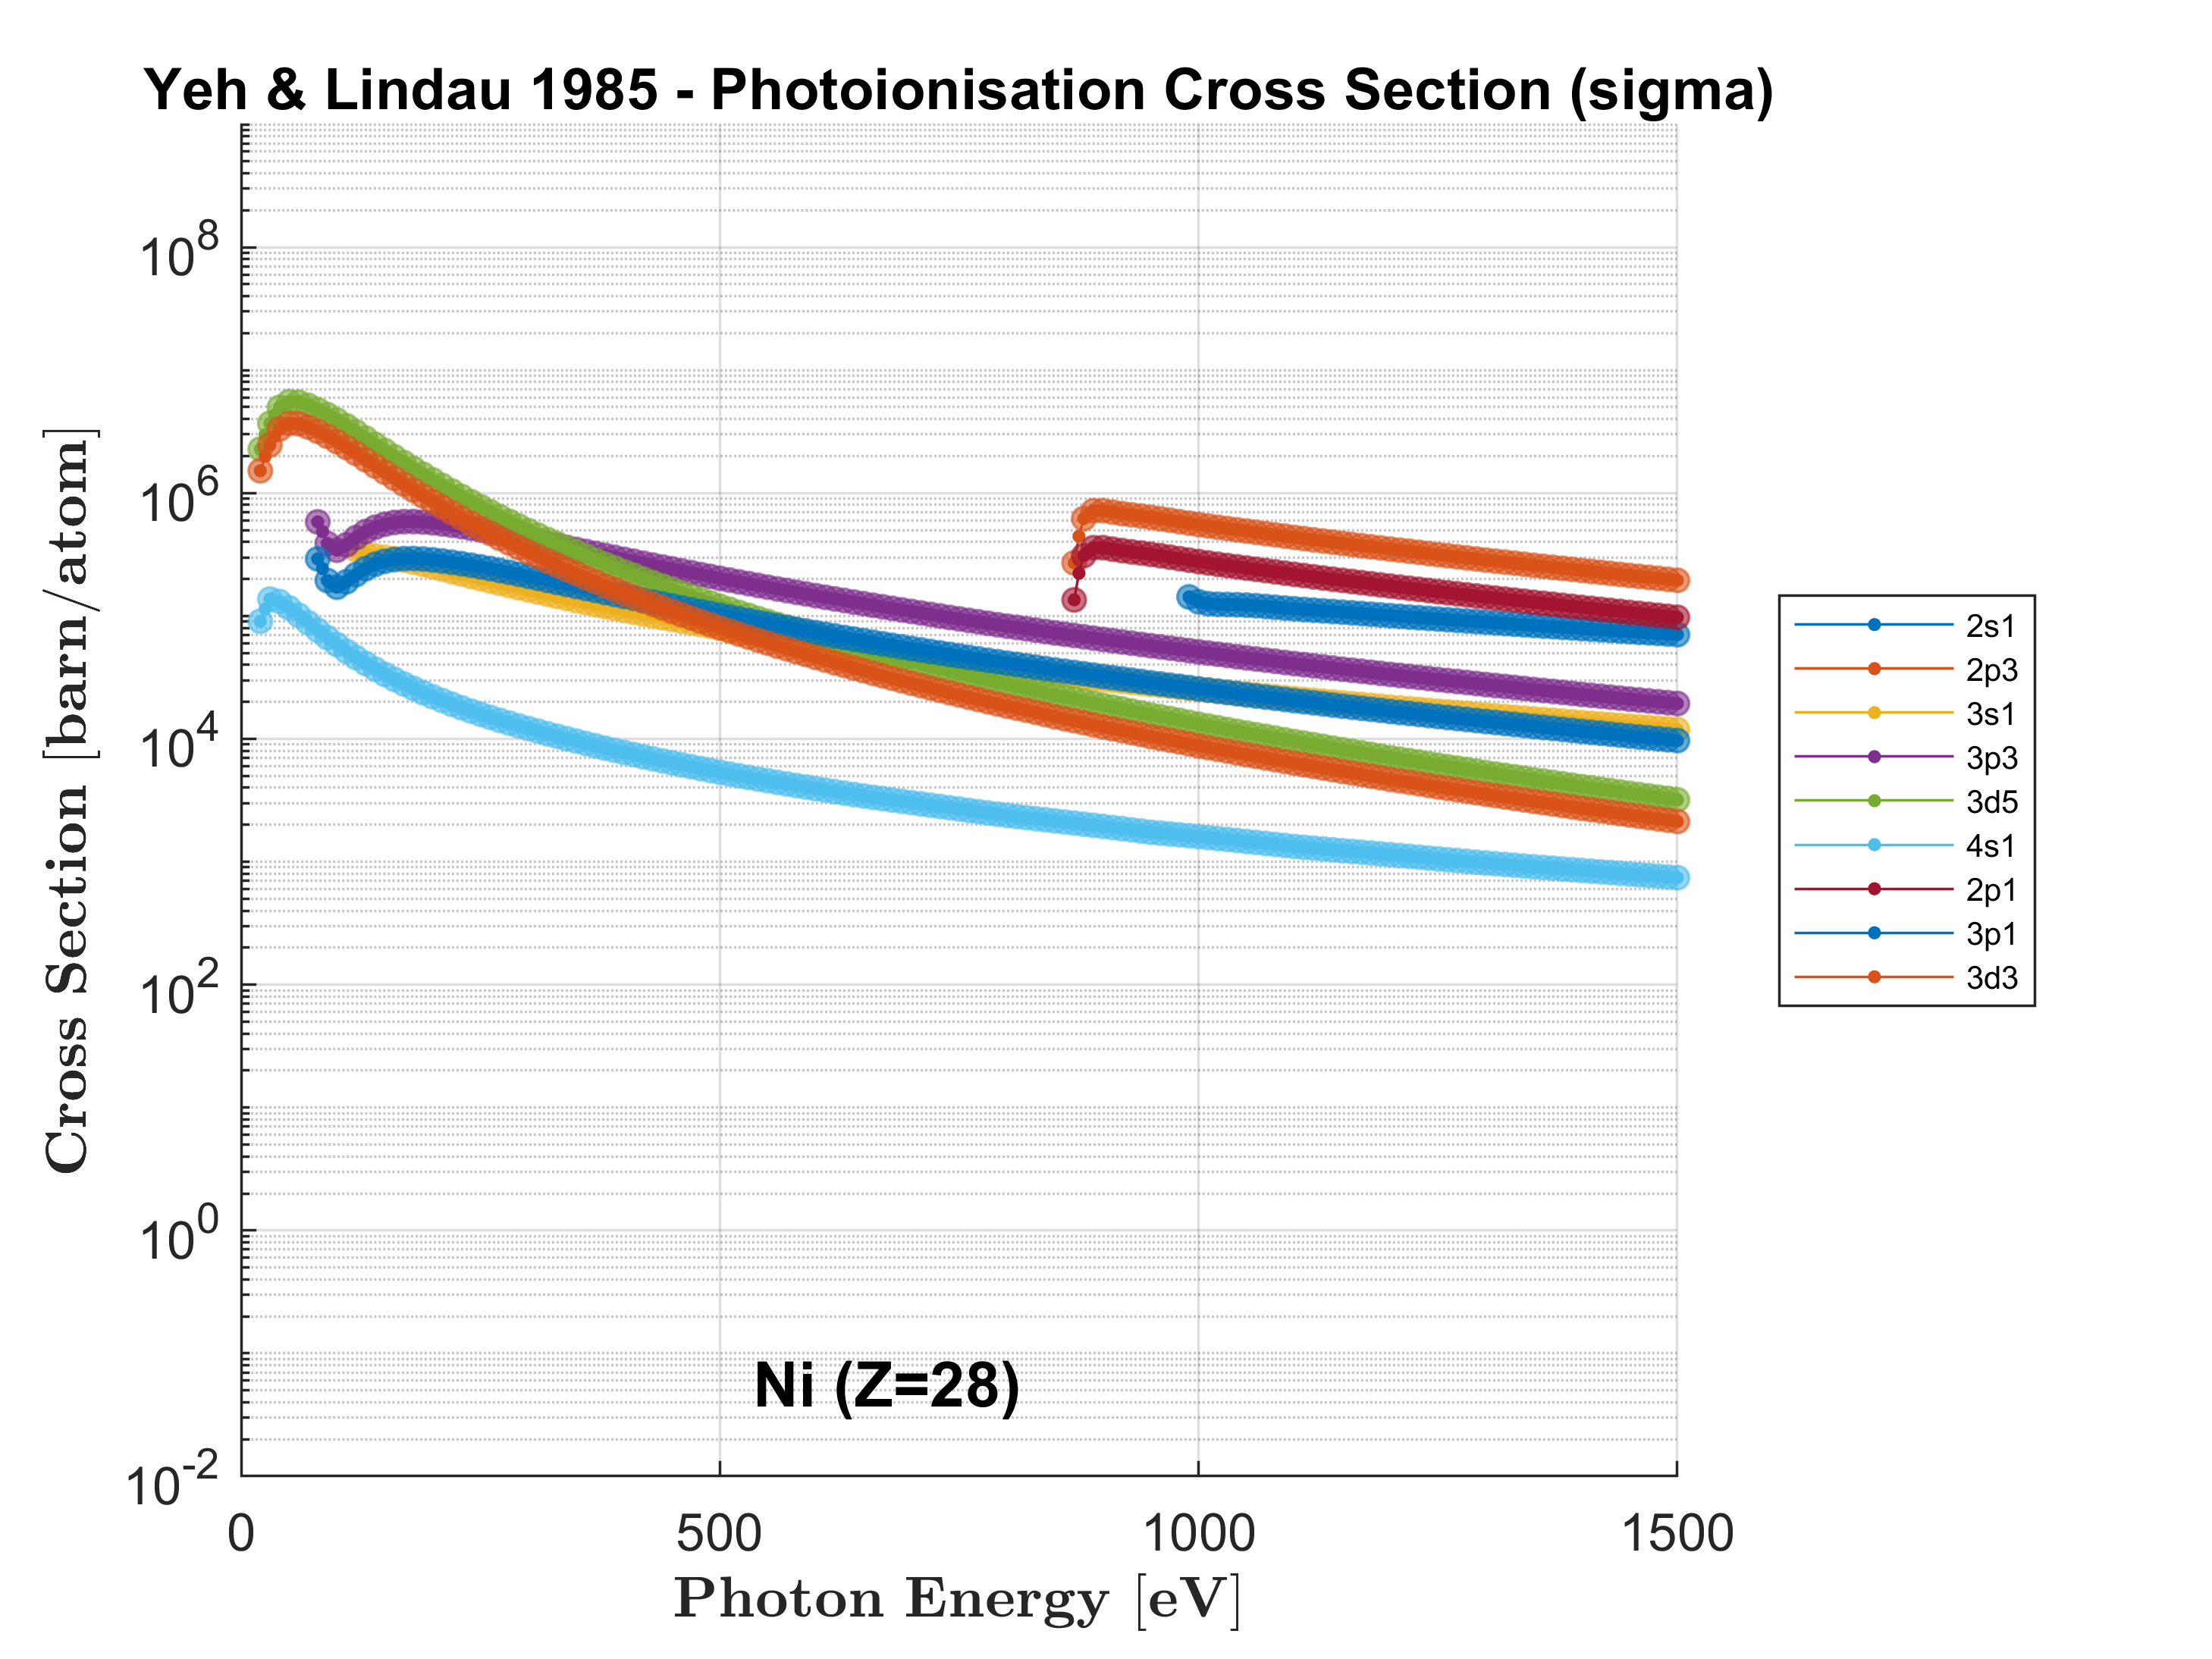 Yeh & Lindau 1985 - Photoionisation Cross Section (sigma)
Cross Section [barn/atom]
10^8
10^6
10^4
10^2
10^0
10^-2
0 500 1000 1500
Photon Energy [eV]
Ni (Z=28)
2s1
2p3
3s1
3p3
3d5
4s1
2p1
3p1
3d3